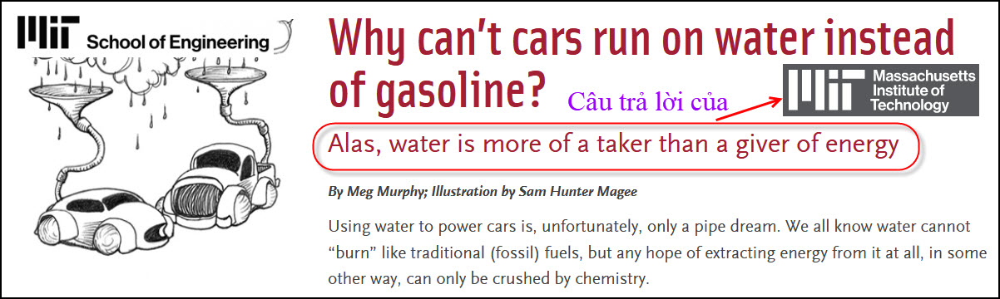 MIT School of Engineering
Why can't cars run on water instead
of gasoline?
Câu trả lời của
MIT Massachusetts
Institute of
Technology
Alas, water is more of a taker than a giver of energy
By Meg Murphy; Illustration by Sam Hunter Magee
Using water to power cars is, unfortunately, only a pipe dream. We all know water cannot
“burn” like traditional (fossil) fuels, but any hope of extracting energy from it at all, in some
other way, can only be crushed by chemistry.